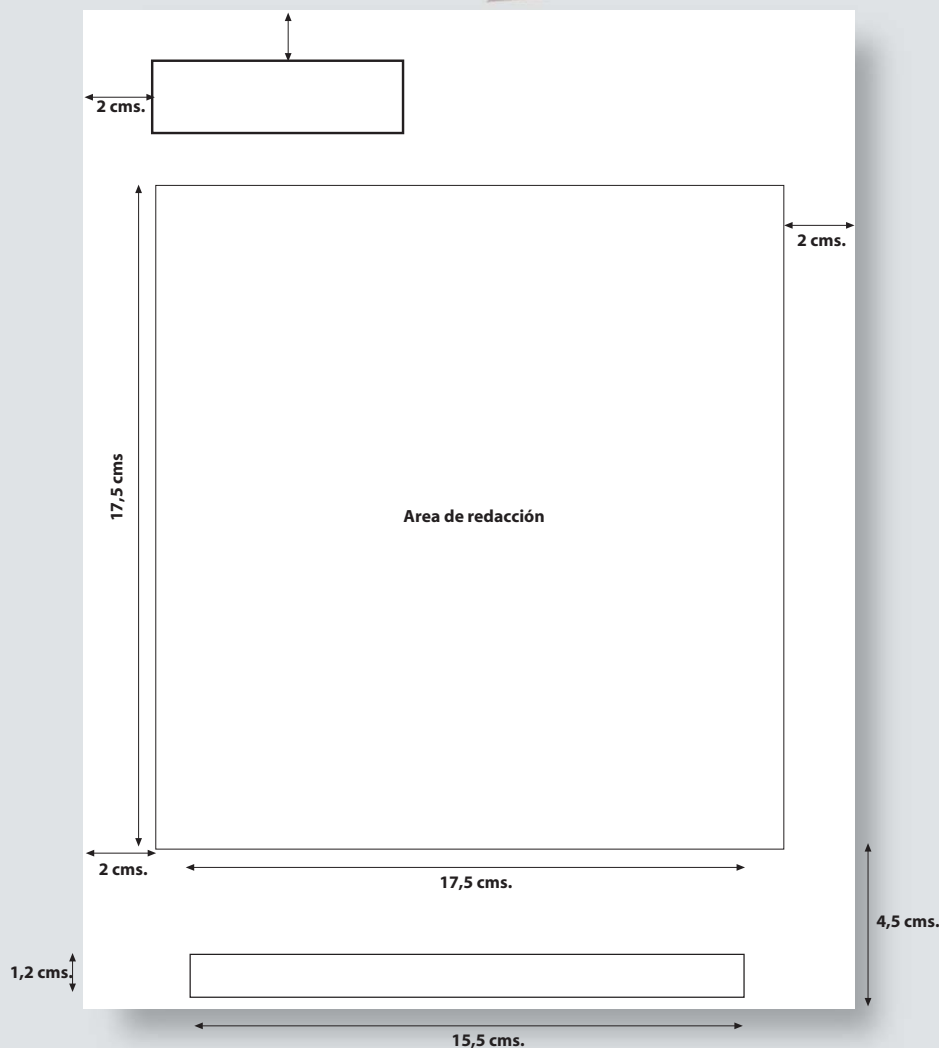 2 cms.
2 cms.
17,5 cms
Area de redacción
2 cms.
17,5 cms.
4,5 cms.
1,2 cms.
15,5 cms.